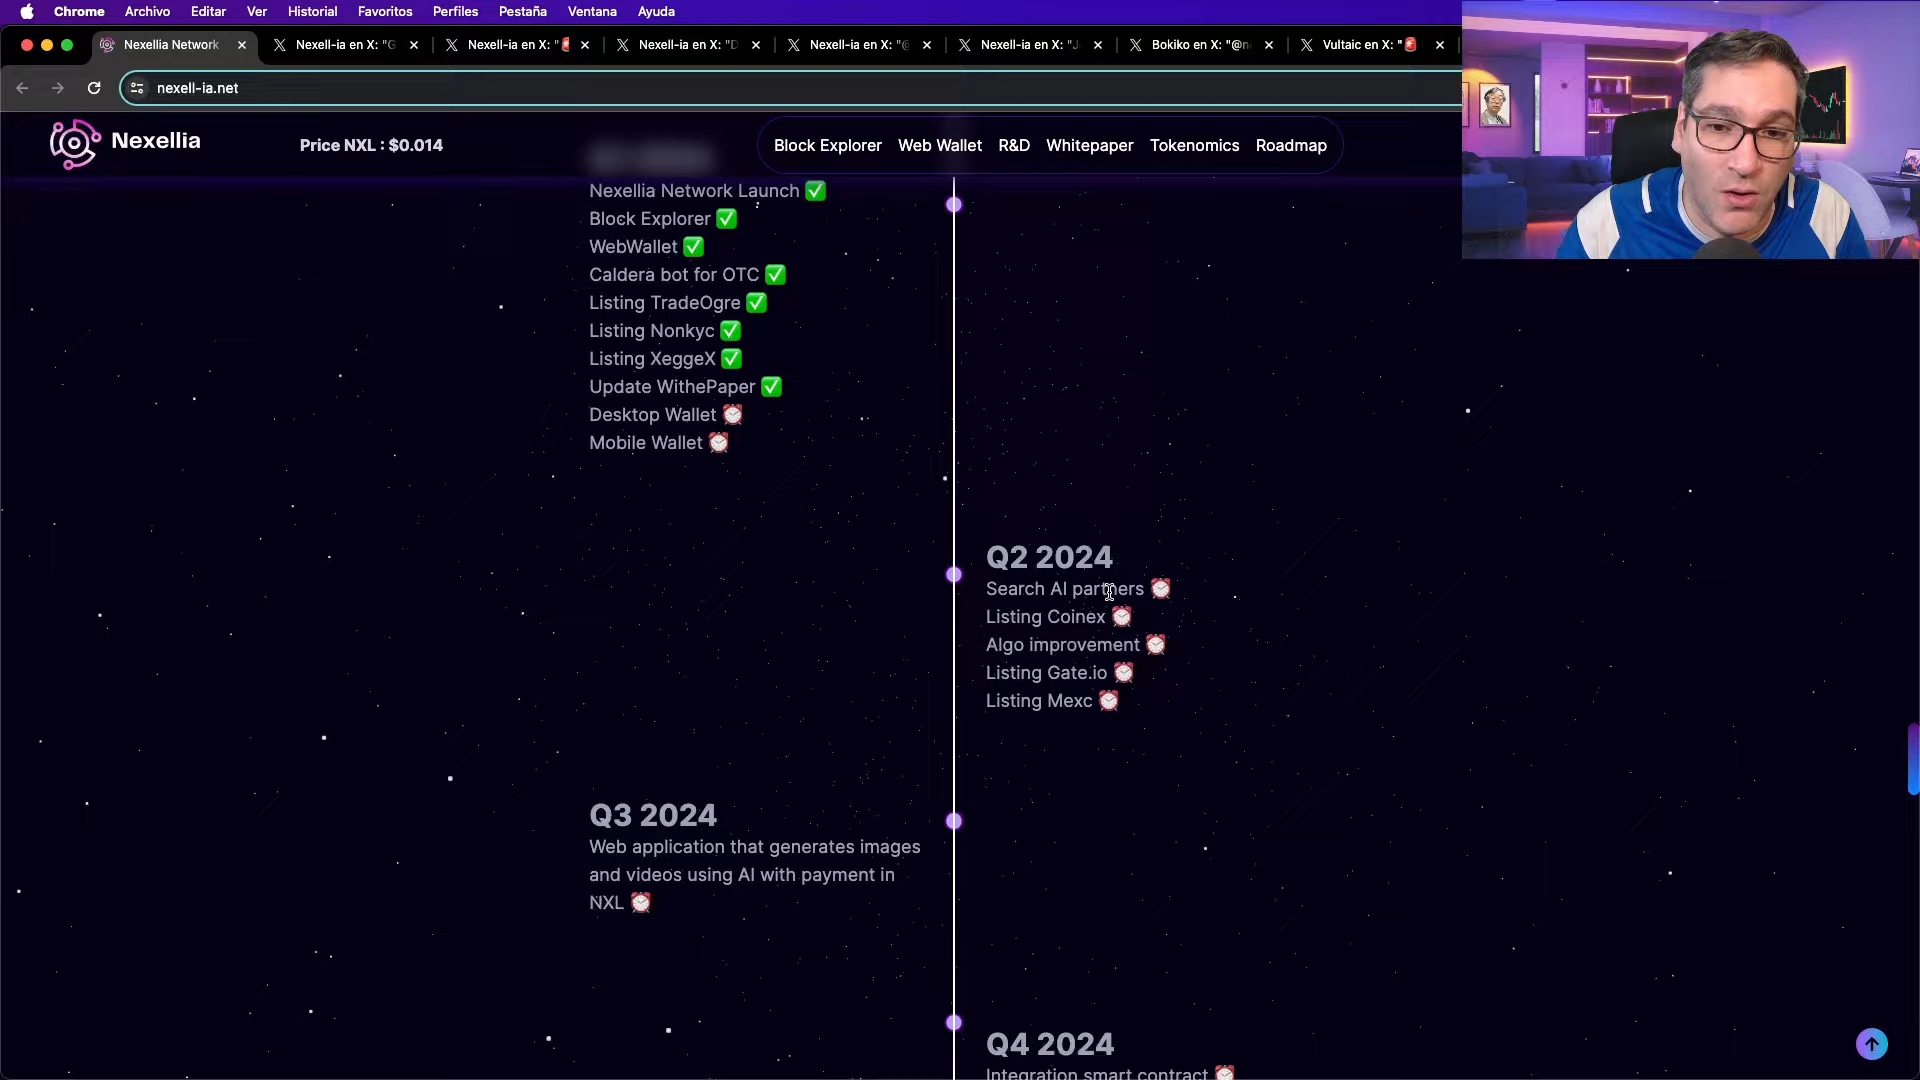 Chrome Archivo Editar Ver Historial Favoritos Perfiles Pestaña Ventana Ayuda
Nexellia Network
Nexell-ia en X: "G
Nexell-ia en X: "🚨
Nexell-ia en X: "D
Nexell-ia en X: "@
Nexell-ia en X: "J
Bokiko en X: "@n
Vultaic en X: "🚨
nexell-ia.net
Nexellia
Price NXL : $0.014
Block Explorer Web Wallet R&D Whitepaper Tokenomics Roadmap
Nexellia Network Launch ✅
Block Explorer ✅
WebWallet ✅
Caldera bot for OTC ✅
Listing TradeOgre ✅
Listing Nonkyc ✅
Listing XeggeX ✅
Update WithePaper ✅
Desktop Wallet ⏰
Mobile Wallet ⏰
Q2 2024
Search AI partners ⏰
Listing Coinex ⏰
Algo improvement ⏰
Listing Gate.io ⏰
Listing Mexc ⏰
Q3 2024
Web application that generates images
and videos using AI with payment in
NXL ⏰
Q4 2024
Integration smart contract ⏰